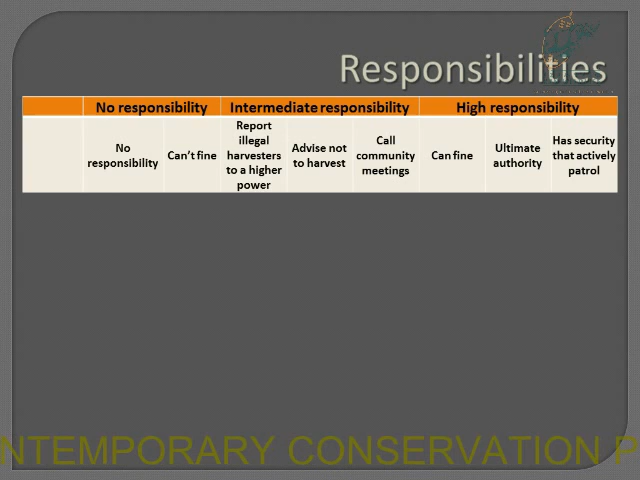 Responsibilities
No responsibility Intermediate responsibility High responsibility
No responsibility
Can't fine
Report illegal harvesters to a higher power
Advise not to harvest
Call community meetings
Can fine
Ultimate authority
Has security that actively patrol
NTEMPORARY CONSERVATION P